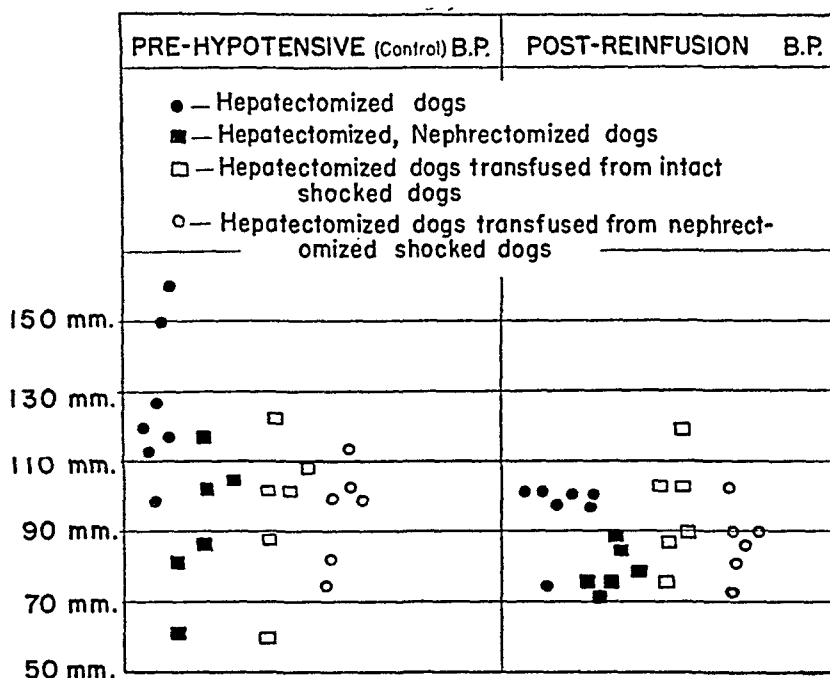 PRE-HYPOTENSIVE (Control) B.P.
POST-REINFUSION B.P.
— Hepatectomized dogs
— Hepatectomized, Nephrectomized dogs
— Hepatectomized dogs transfused from intact
shocked dogs
— Hepatectomized dogs transfused from nephrect-
omized shocked dogs
150 mm.
130 mm.
110 mm.
90 mm.
70 mm.
50 mm.